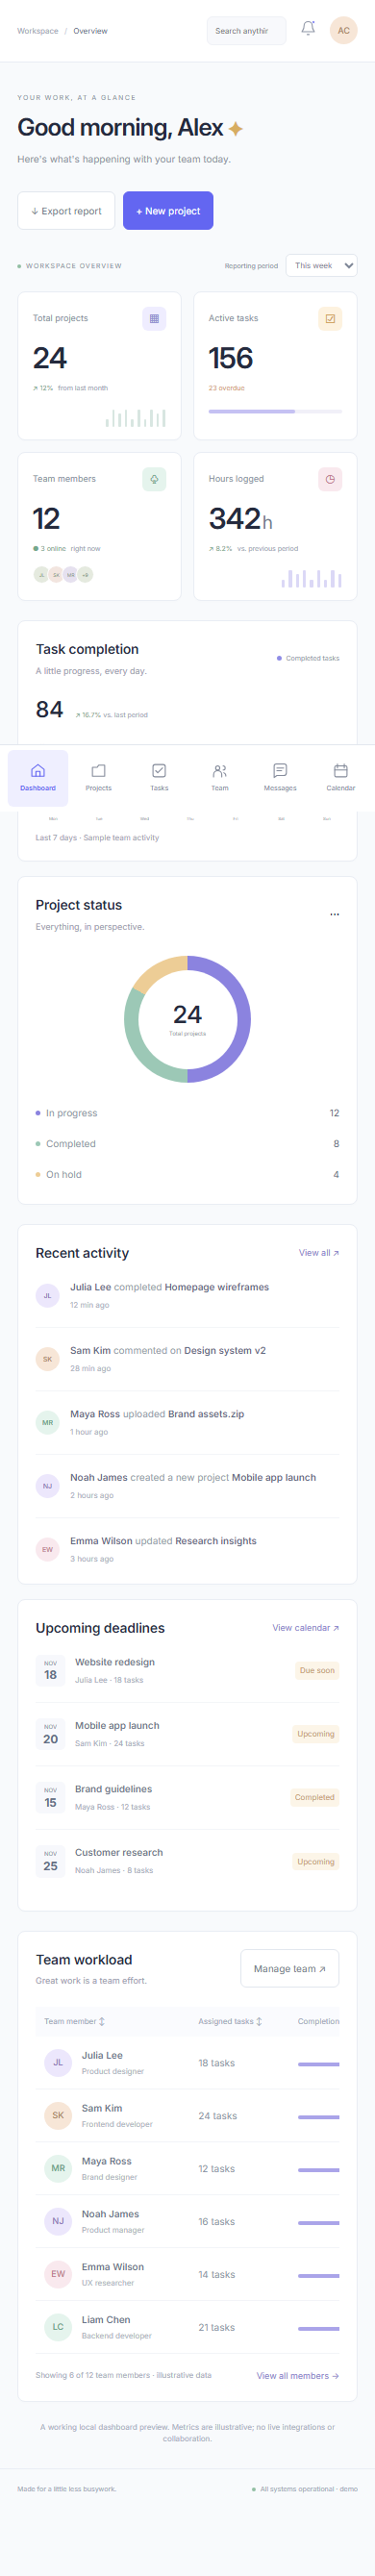 Workspace / Overview
Search anythir
AC
YOUR WORK, AT A GLANCE
Good morning, Alex
Here's what's happening with your team today.
↓ Export report
+ New project
WORKSPACE OVERVIEW
Reporting period
This week
Total projects
24
↗ 12% from last month
Active tasks
156
23 overdue
Team members
12
3 online right now
JL SK MR +9
Hours logged
342h
↗ 8.2% vs. previous period
Task completion
A little progress, every day.
Completed tasks
84 ↗ 16.7% vs. last period
Dashboard
Projects
Tasks
Team
Messages
Calendar
Mon Tue Wed Thu Fri Sat Sun
Last 7 days · Sample team activity
Project status
Everything, in perspective.
24
Total projects
In progress 12
Completed 8
On hold 4
Recent activity
View all ↗
JL
Julia Lee completed Homepage wireframes
12 min ago
SK
Sam Kim commented on Design system v2
28 min ago
MR
Maya Ross uploaded Brand assets.zip
1 hour ago
NJ
Noah James created a new project Mobile app launch
2 hours ago
EW
Emma Wilson updated Research insights
3 hours ago
Upcoming deadlines
View calendar ↗
NOV
18
Website redesign
Julia Lee · 18 tasks
Due soon
NOV
20
Mobile app launch
Sam Kim · 24 tasks
Upcoming
NOV
15
Brand guidelines
Maya Ross · 12 tasks
Completed
NOV
25
Customer research
Noah James · 8 tasks
Upcoming
Team workload
Great work is a team effort.
Manage team ↗
Team member ↕ Assigned tasks ↕ Completion
JL
Julia Lee
Product designer
18 tasks
SK
Sam Kim
Frontend developer
24 tasks
MR
Maya Ross
Brand designer
12 tasks
NJ
Noah James
Product manager
16 tasks
EW
Emma Wilson
UX researcher
14 tasks
LC
Liam Chen
Backend developer
21 tasks
Showing 6 of 12 team members · illustrative data
View all members →
A working local dashboard preview. Metrics are illustrative; no live integrations or
collaboration.
Made for a little less busywork.
All systems operational · demo